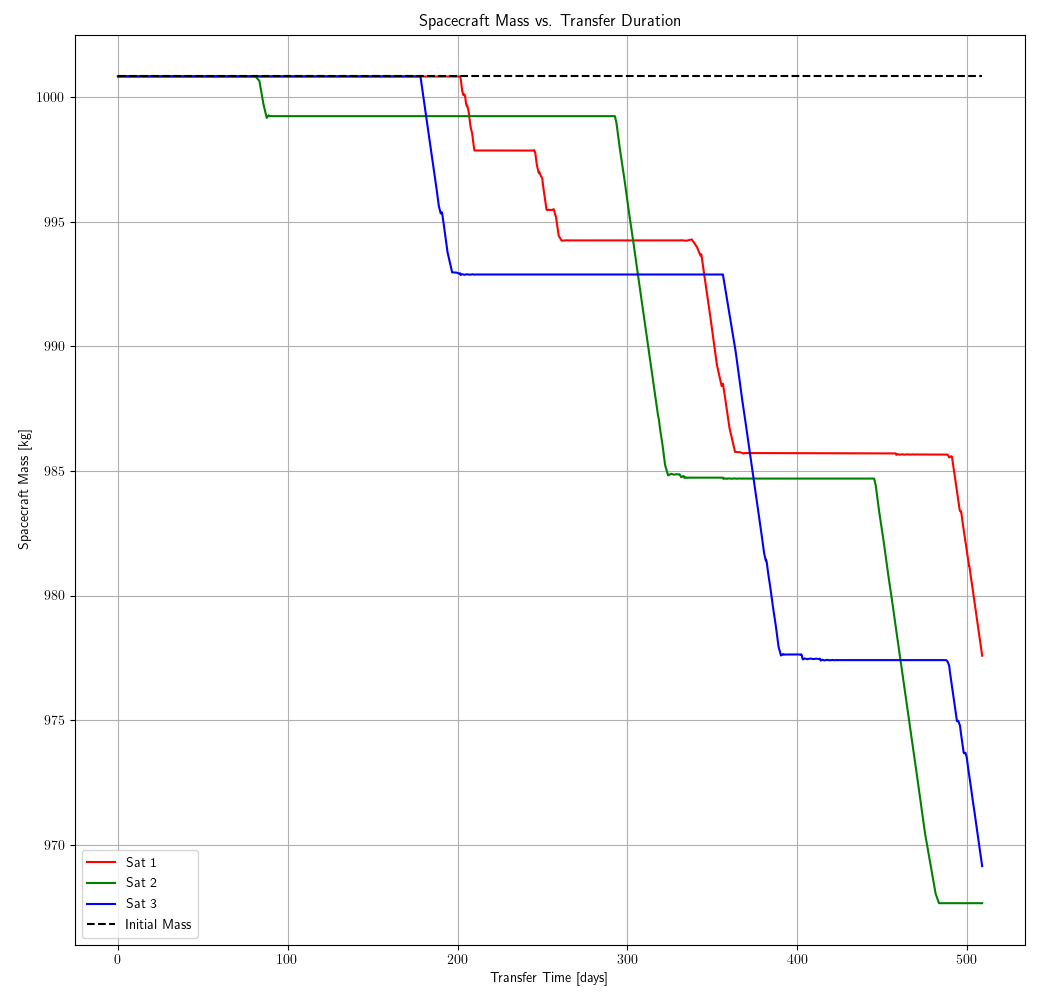 Spacecraft Mass vs. Transfer Duration
Spacecraft Mass [kg]
1000
995
990
985
980
975
970
Sat 1
Sat 2
Sat 3
Initial Mass
0 100 200 300 400 500
Transfer Time [days]